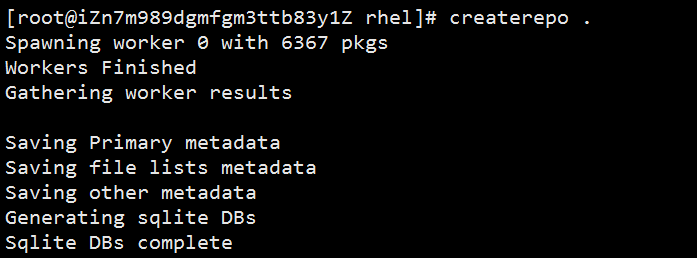 [root@iZn7m989dgmfgm3ttb83y1Z rhel]# createrepo .
Spawning worker 0 with 6367 pkgs
Workers Finished
Gathering worker results
Saving Primary metadata
Saving file lists metadata
Saving other metadata
Generating sqlite DBs
Sqlite DBs complete